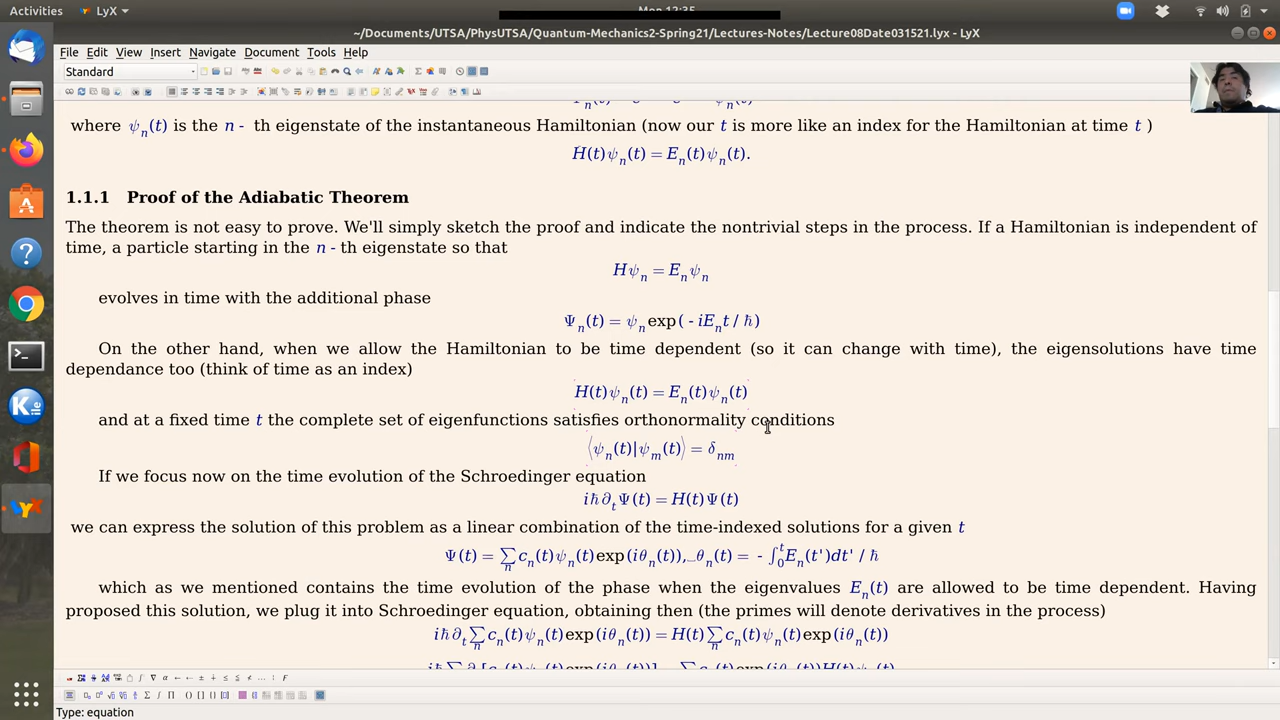 Activities LyX
~/Documents/UTSA/PhysUTSA/Quantum-Mechanics2-Spring21/Lectures-Notes/Lecture08Date031521.lyx - LyX
File Edit View Insert Navigate Document Tools Help
Standard
where ψn(t) is the n - th eigenstate of the instantaneous Hamiltonian (now our t is more like an index for the Hamiltonian at time t )
H(t)ψn(t) = En(t)ψn(t).
1.1.1 Proof of the Adiabatic Theorem
The theorem is not easy to prove. We'll simply sketch the proof and indicate the nontrivial steps in the process. If a Hamiltonian is independent of
time, a particle starting in the n - th eigenstate so that
Hψn = Enψn
evolves in time with the additional phase
Ψn(t) = ψn exp( - iEnt / ħ)
On the other hand, when we allow the Hamiltonian to be time dependent (so it can change with time), the eigensolutions have time
dependance too (think of time as an index)
H(t)ψn(t) = En(t)ψn(t)
and at a fixed time t the complete set of eigenfunctions satisfies orthonormality conditions
⟨ψn(t)|ψm(t)⟩ = δnm
If we focus now on the time evolution of the Schroedinger equation
iħ∂tΨ(t) = H(t)Ψ(t)
we can express the solution of this problem as a linear combination of the time-indexed solutions for a given t
Ψ(t) = ∑n cn(t)ψn(t)exp(iθn(t)), θn(t) = - ∫0t En(t')dt' / ħ
which as we mentioned contains the time evolution of the phase when the eigenvalues En(t) are allowed to be time dependent. Having
proposed this solution, we plug it into Schroedinger equation, obtaining then (the primes will denote derivatives in the process)
iħ∂t ∑n cn(t)ψn(t)exp(iθn(t)) = H(t)∑n cn(t)ψn(t)exp(iθn(t))
Type: equation